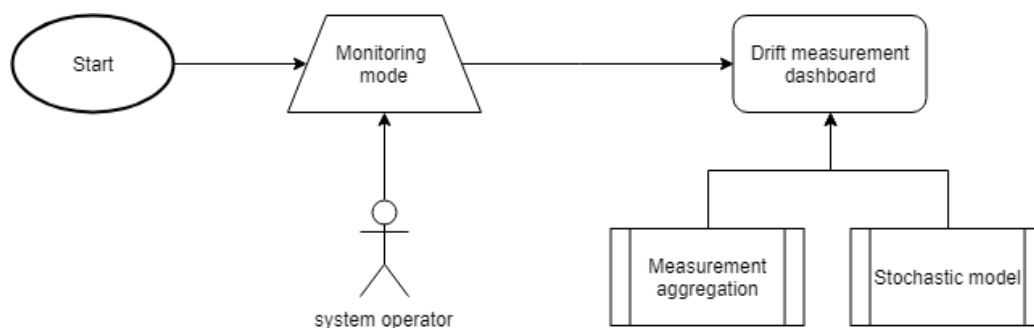 Start
Monitoring
mode
Drift measurement
dashboard
Measurement
aggregation
Stochastic model
system operator